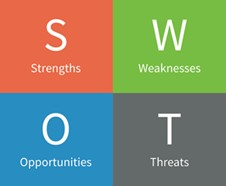 S
Strengths
W
Weaknesses
O
Opportunities
T
Threats